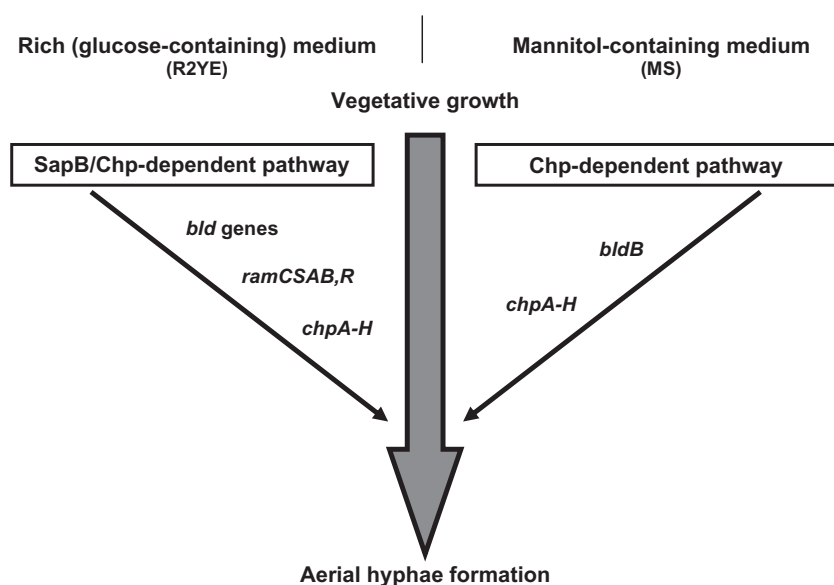 Rich (glucose-containing) medium
(R2YE)
Mannitol-containing medium
(MS)
Vegetative growth
SapB/Chp-dependent pathway
Chp-dependent pathway
bld genes
ramCSAB,R
chpA-H
bldB
chpA-H
Aerial hyphae formation